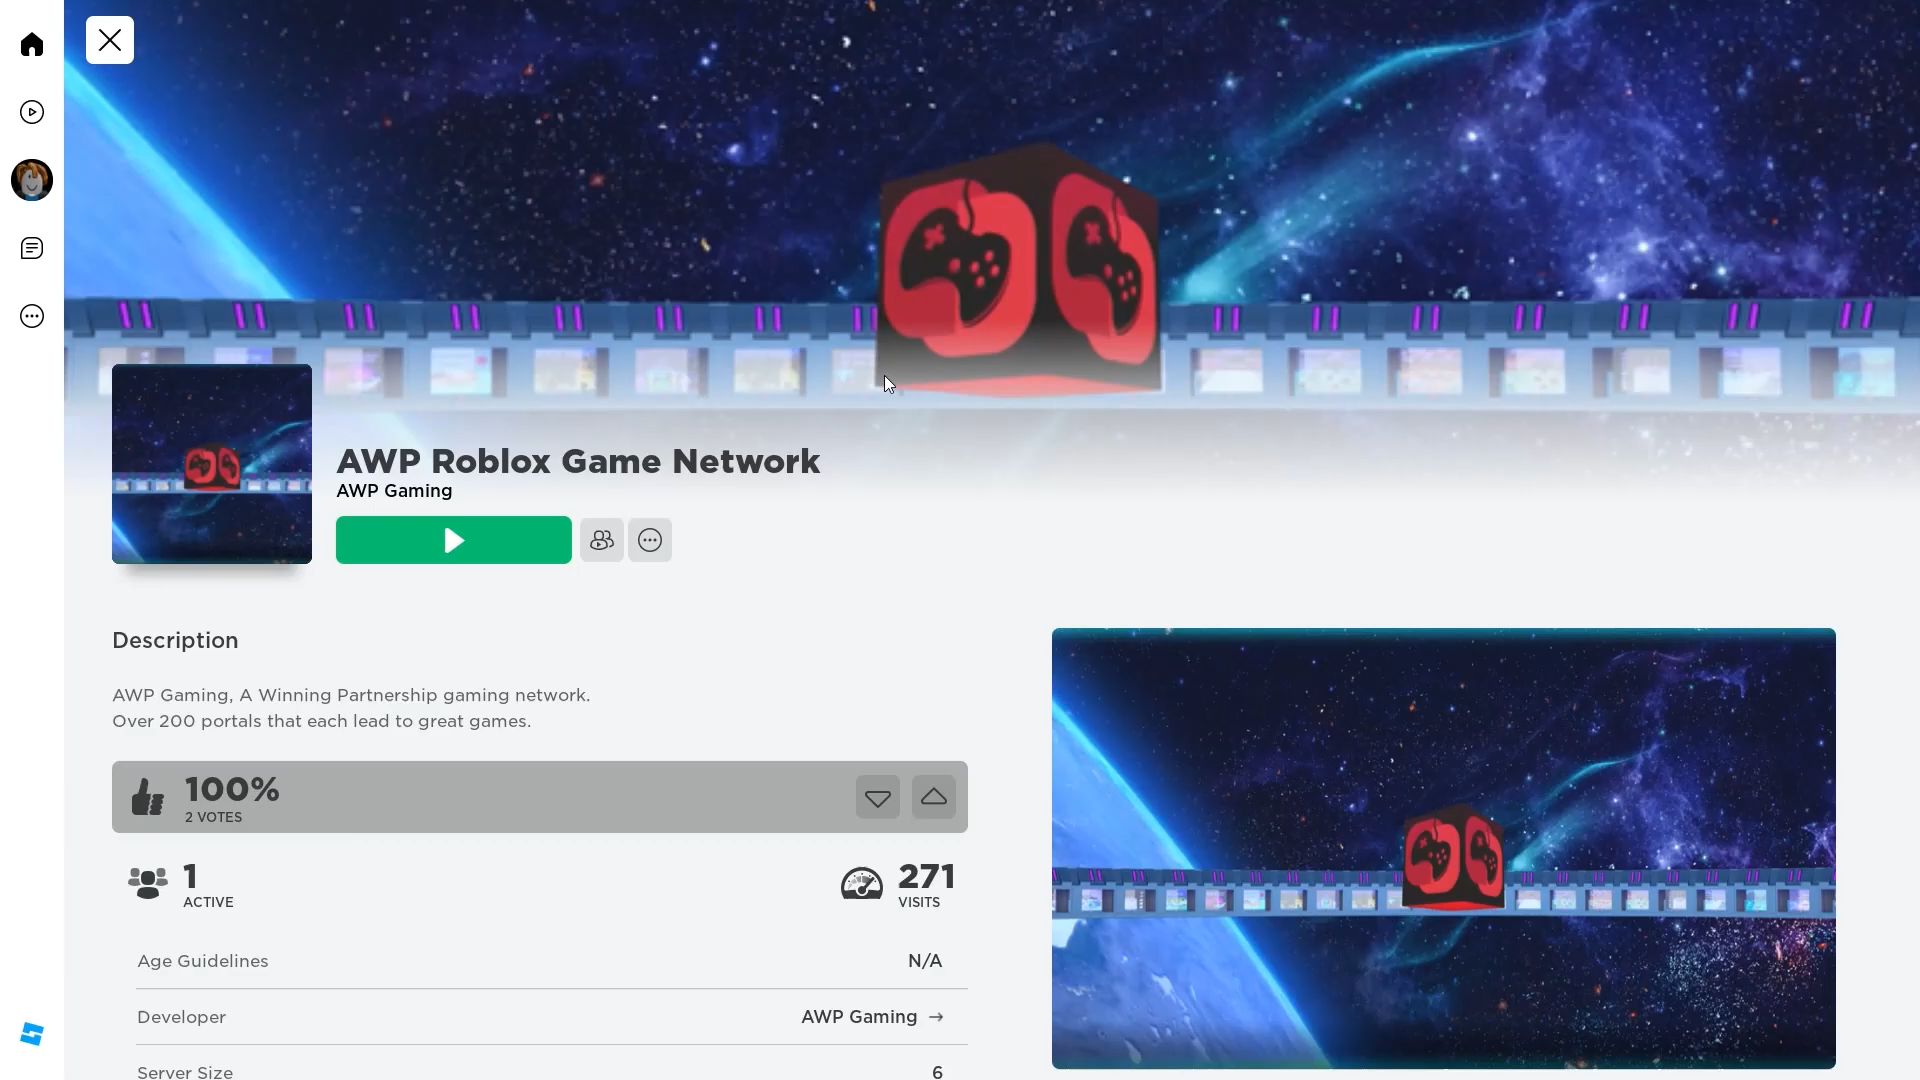 AWP Roblox Game Network
AWP Gaming
Description
AWP Gaming, A Winning Partnership gaming network.
Over 200 portals that each lead to great games.
100%
2 VOTES
1
ACTIVE
271
VISITS
Age Guidelines N/A
Developer AWP Gaming →
Server Size 6